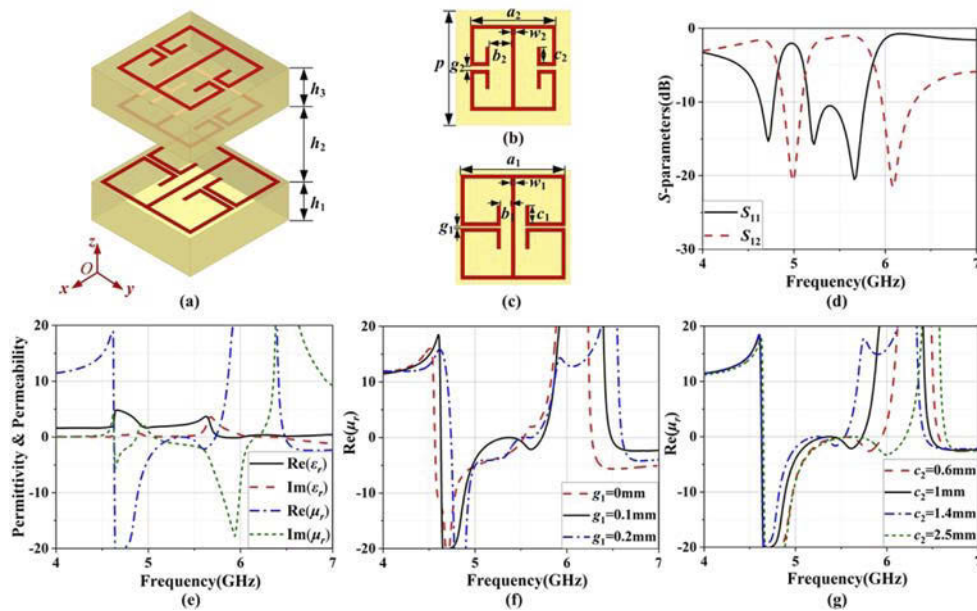 h3
h2
h1
z
O
x
y
(a)
a2
w2
b2
c2
p
g2
(b)
a1
w1
b
c1
g1
(c)
0
-10
-20
-30
S-parameters(dB)
S11
S12
4 5 6 7
Frequency(GHz)
(d)
20
10
0
-10
-20
Permittivity & Permeability
Re(εr)
Im(εr)
Re(μr)
Im(μr)
4 5 6 7
Frequency(GHz)
(e)
20
10
0
-10
-20
Re(μr)
g1=0mm
g1=0.1mm
g1=0.2mm
4 5 6 7
Frequency(GHz)
(f)
20
10
0
-10
-20
Re(μr)
c2=0.6mm
c2=1mm
c2=1.4mm
c2=2.5mm
4 5 6 7
Frequency(GHz)
(g)